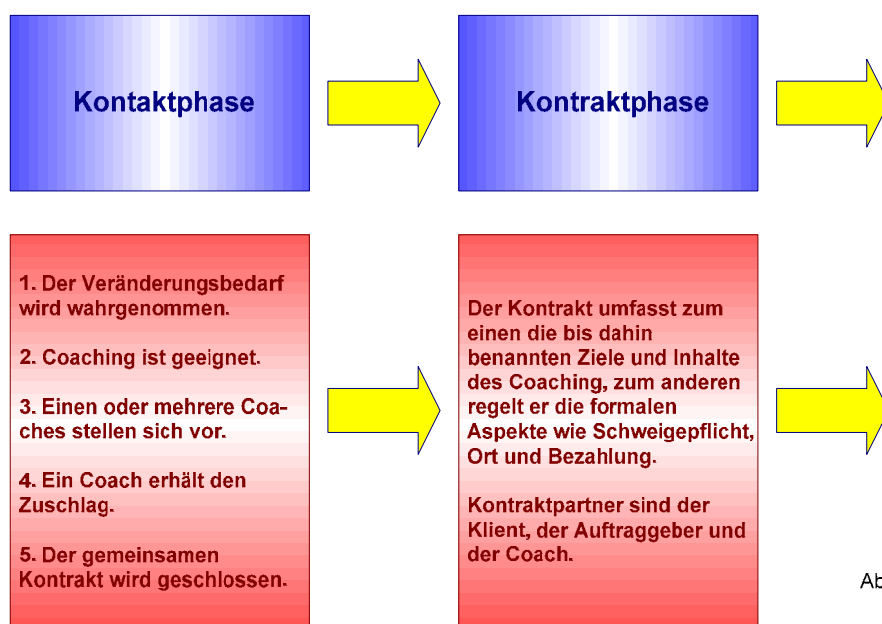 Kontaktphase
Kontraktphase
1. Der Veränderungsbedarf
wird wahrgenommen.
2. Coaching ist geeignet.
3. Einen oder mehrere Coa-
ches stellen sich vor.
4. Ein Coach erhält den
Zuschlag.
5. Der gemeinsamen
Kontrakt wird geschlossen.
Der Kontrakt umfasst zum
einen die bis dahin
benannten Ziele und Inhalte
des Coaching, zum anderen
regelt er die formalen
Aspekte wie Schweigepflicht,
Ort und Bezahlung.
Kontraktpartner sind der
Klient, der Auftraggeber und
der Coach.
Ab